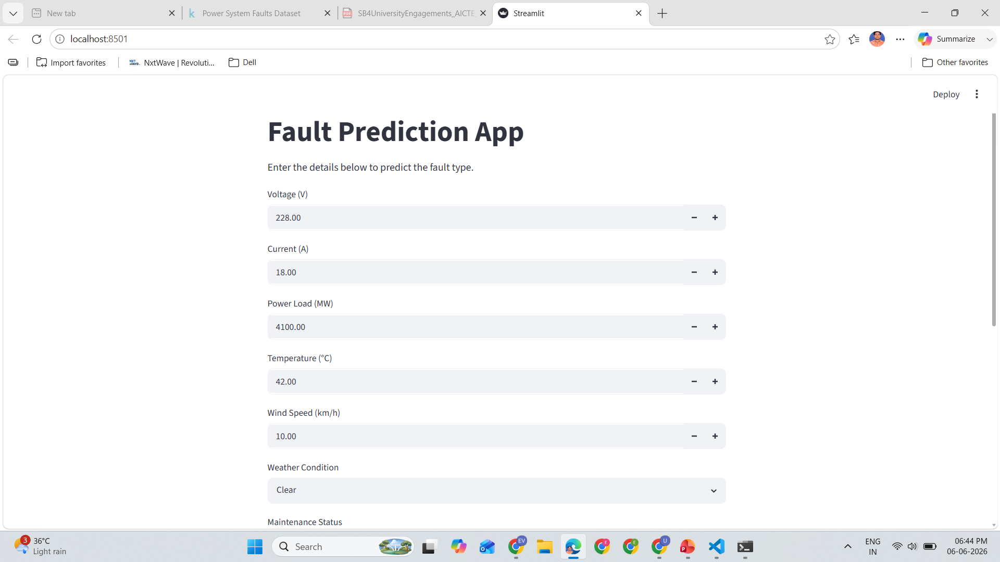 New tab
Power System Faults Dataset
SB4UniversityEngagements_AICTE
Streamlit
localhost:8501
Summarize
Import favorites
NxtWave | Revoluti...
Dell
Other favorites
Deploy
Fault Prediction App
Enter the details below to predict the fault type.
Voltage (V)
228.00
Current (A)
18.00
Power Load (MW)
4100.00
Temperature (°C)
42.00
Wind Speed (km/h)
10.00
Weather Condition
Clear
Maintenance Status
3
36°C
Light rain
Search
EV
E
E
U
P
ENG
IN
06:44 PM
06-06-2026